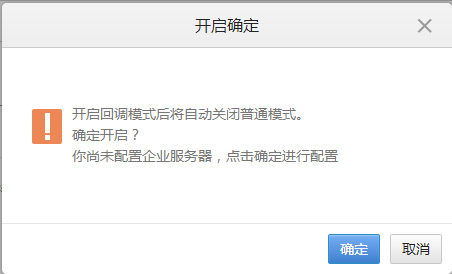 开启确定
开启回调模式后将自动关闭普通模式。
确定开启？
你尚未配置企业服务器，点击确定进行配置
确定
取消